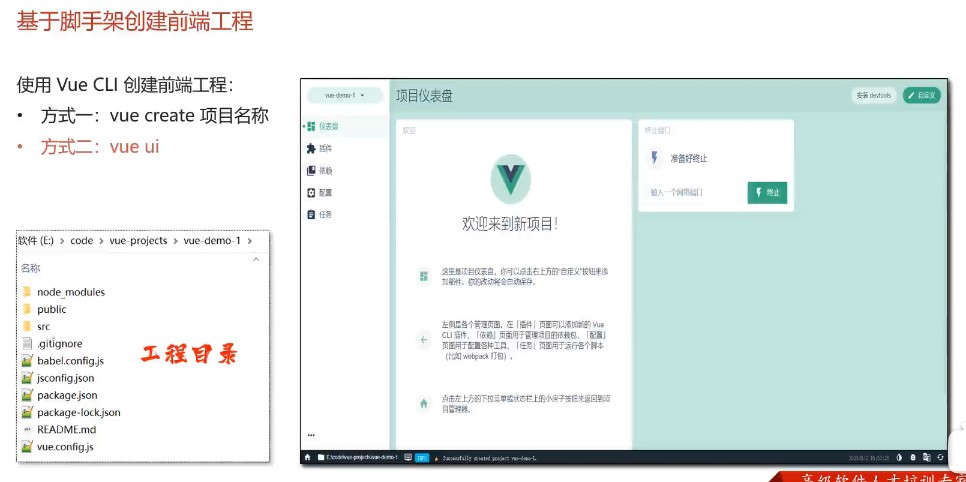 基于脚手架创建前端工程
使用 Vue CLI 创建前端工程：
• 方式一：vue create 项目名称
• 方式二：vue ui
软件 (E:) > code > vue-projects > vue-demo-1 >
名称
node_modules
public
src
.gitignore
babel.config.js
jsconfig.json
package.json
package-lock.json
README.md
vue.config.js
工程目录
vue-demo-1
项目仪表盘
安装 devtools
自定义
仪表盘
插件
依赖
配置
任务
欢迎
欢迎来到新项目！
这里是项目仪表盘，你可以点击右上方的“自定义”按钮来添
加部件。你的改动将会自动保存。
左侧是各个管理页面。在「插件」页面可以添加新的 Vue
CLI 插件，「依赖」页面用于管理项目的依赖包，「配置」
页面用于配置各种工具，「任务」页面用于运行各个脚本
（比如 webpack 打包）。
点击左上方的下拉菜单或状态栏上的小房子按钮来返回到项
目管理器。
终止端口
准备好终止
输入一个网络端口
终止
E:\code\vue-projects\vue-demo-1
Successfully created project vue-demo-1.
高级软件人才培训专家